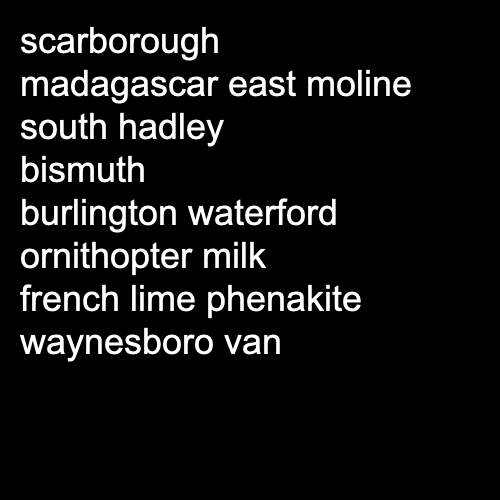 scarborough
madagascar east moline
south hadley
bismuth
burlington waterford
ornithopter milk
french lime phenakite
waynesboro van